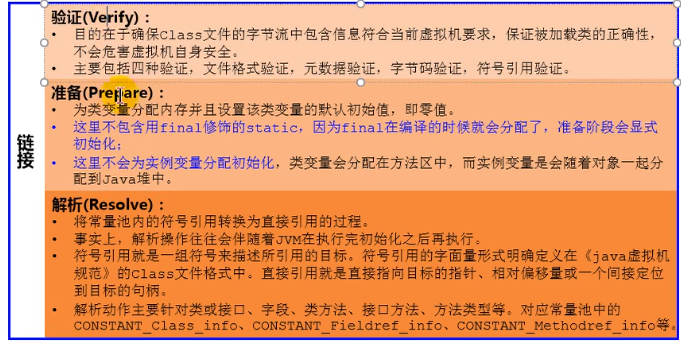 链接
验证(Verify)：
• 目的在于确保Class文件的字节流中包含信息符合当前虚拟机要求，保证被加载类的正确性，
不会危害虚拟机自身安全。
• 主要包括四种验证，文件格式验证，元数据验证，字节码验证，符号引用验证。
准备(Prepare)：
• 为类变量分配内存并且设置该类变量的默认初始值，即零值。
• 这里不包含用final修饰的static，因为final在编译的时候就会分配了，准备阶段会显式
初始化；
• 这里不会为实例变量分配初始化，类变量会分配在方法区中，而实例变量是会随着对象一起分
配到Java堆中。
解析(Resolve)：
• 将常量池内的符号引用转换为直接引用的过程。
• 事实上，解析操作往往会伴随着JVM在执行完初始化之后再执行。
• 符号引用就是一组符号来描述所引用的目标。符号引用的字面量形式明确定义在《java虚拟机
规范》的Class文件格式中。直接引用就是直接指向目标的指针、相对偏移量或一个间接定位
到目标的句柄。
• 解析动作主要针对类或接口、字段、类方法、接口方法、方法类型等。对应常量池中的
CONSTANT_Class_info、CONSTANT_Fieldref_info、CONSTANT_Methodref_info等。